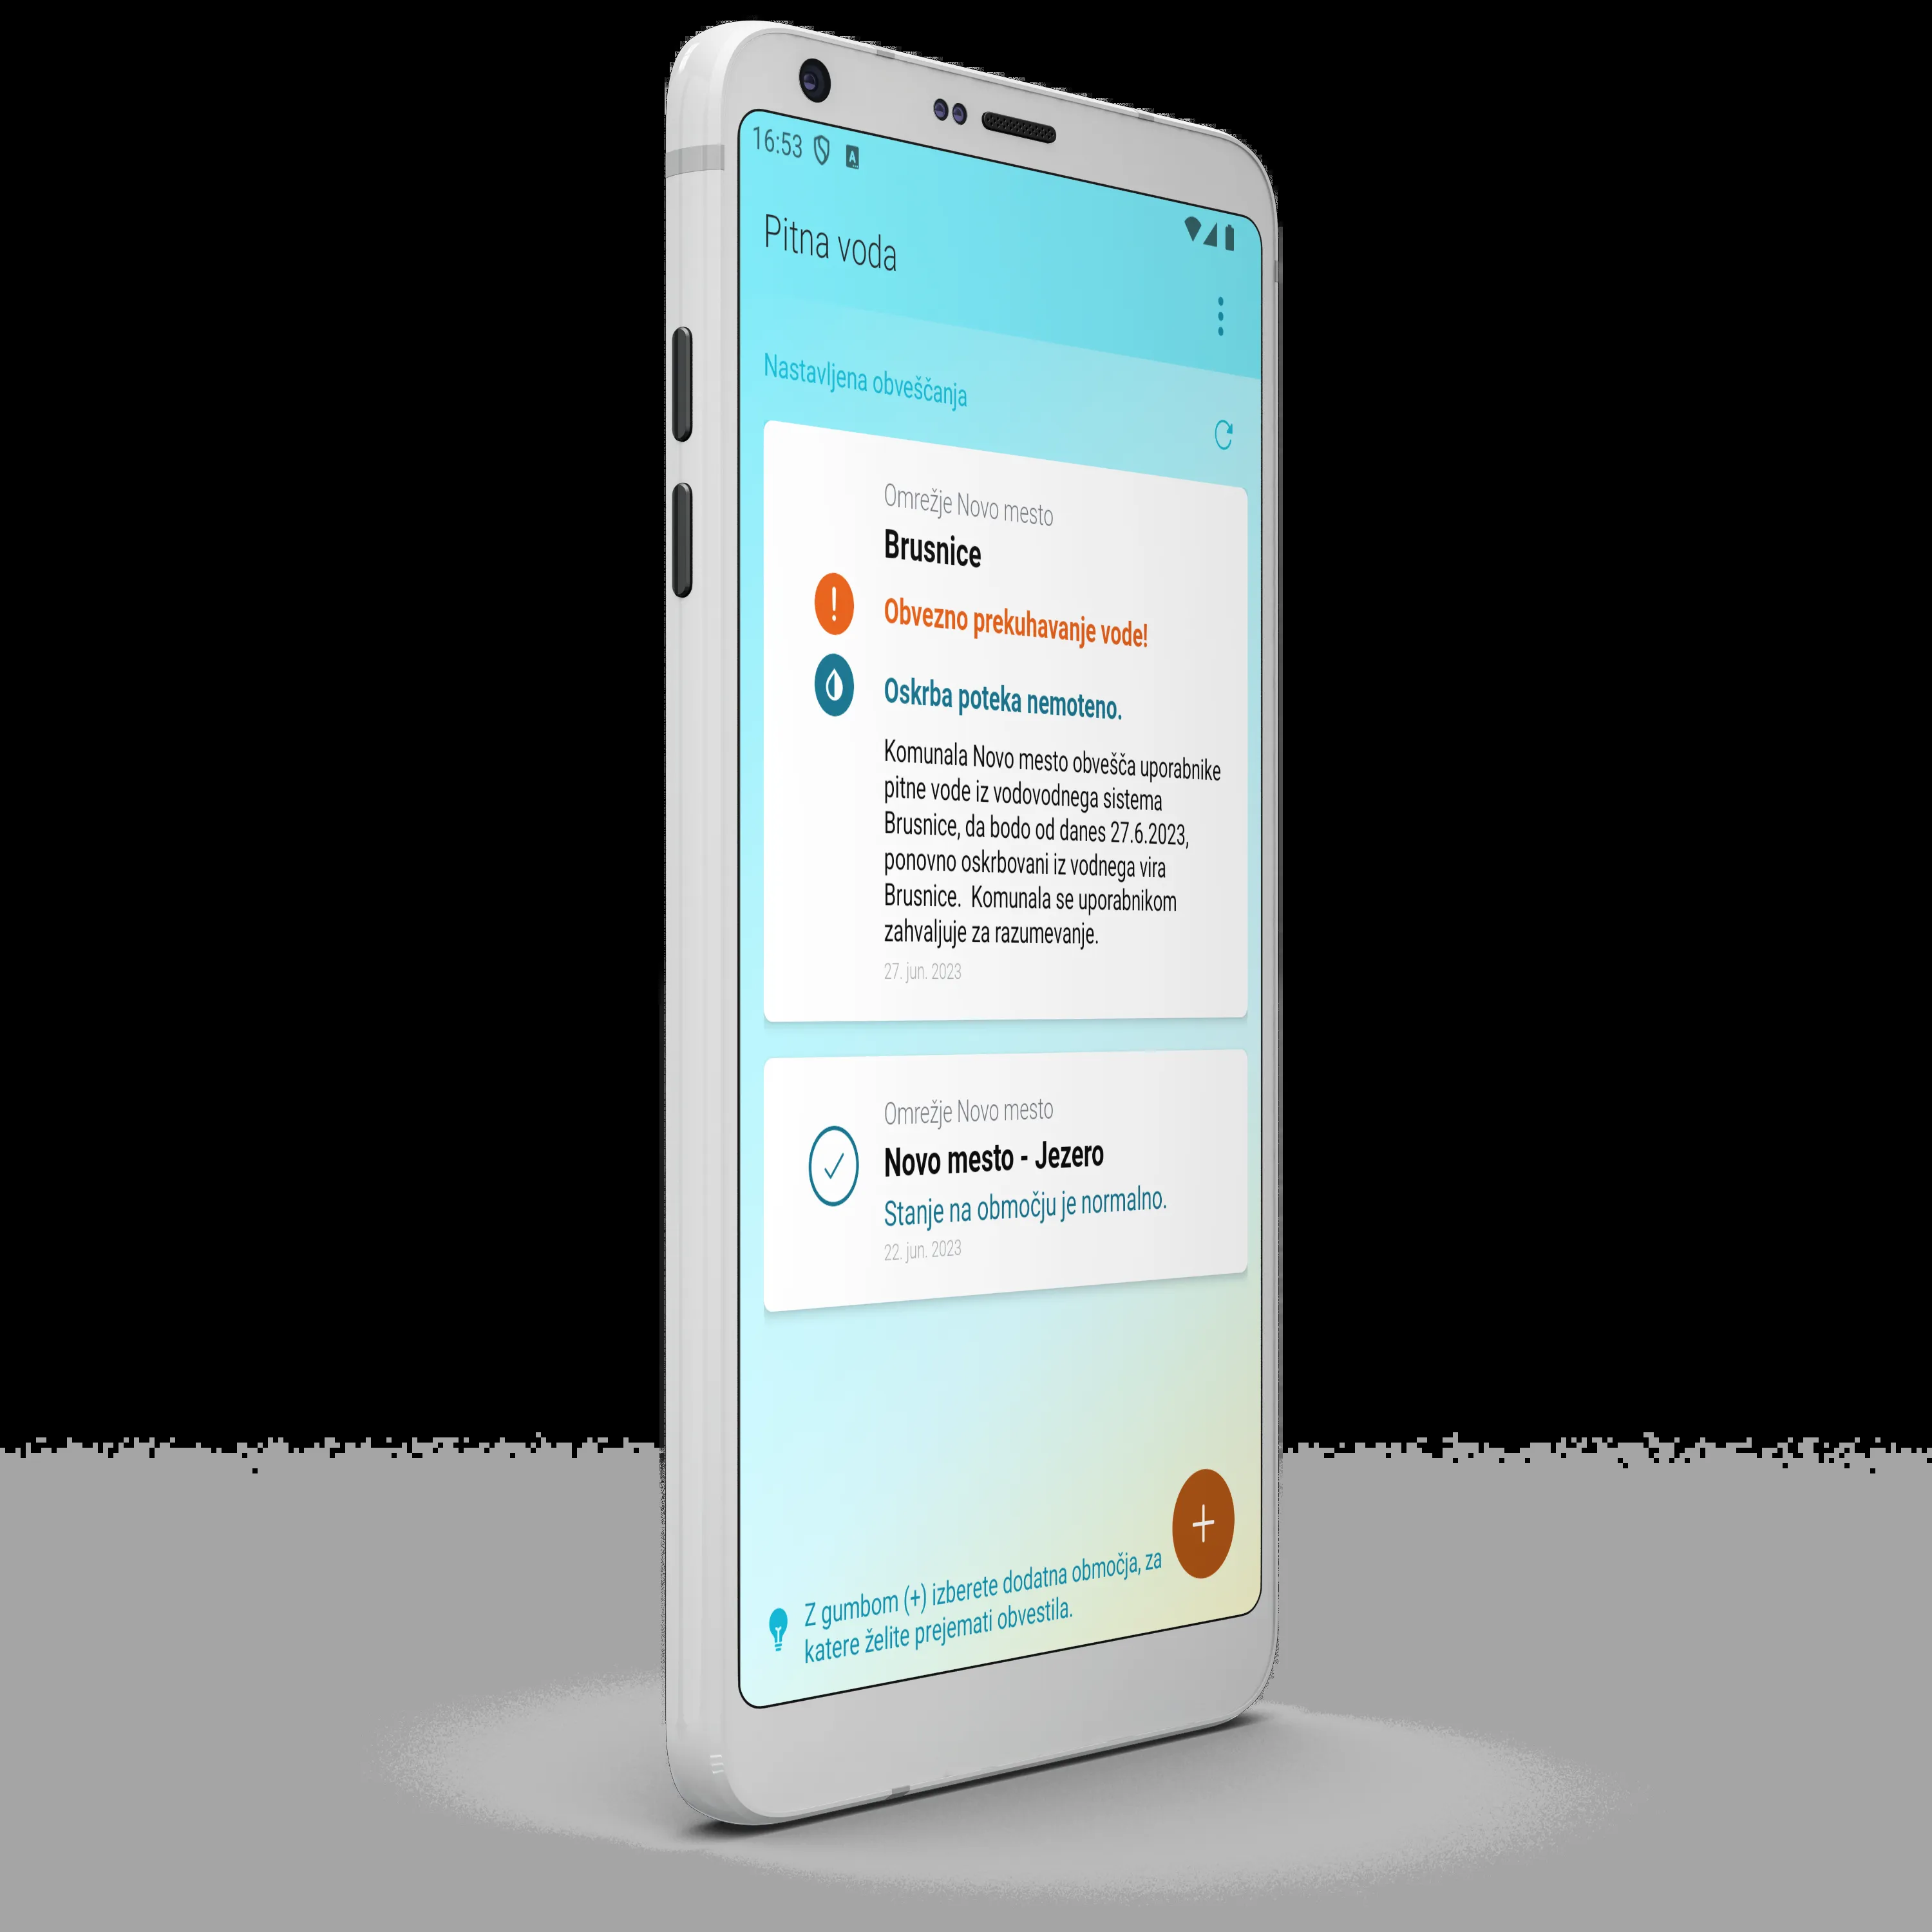 16:53
Pitna voda
Nastavljena obveščanja
Omrežje Novo mesto
Brusnice
Obvezno prekuhavanje vode!
Oskrba poteka nemoteno.
Komunala Novo mesto obvešča uporabnike
pitne vode iz vodovodnega sistema
Brusnice, da bodo od danes 27.6.2023,
ponovno oskrbovani iz vodnega vira
Brusnice.  Komunala se uporabnikom
zahvaljuje za razumevanje.
27. jun. 2023
Omrežje Novo mesto
Novo mesto - Jezero
Stanje na območju je normalno.
22. jun. 2023
Z gumbom (+) izberete dodatna območja, za
katere želite prejemati obvestila.